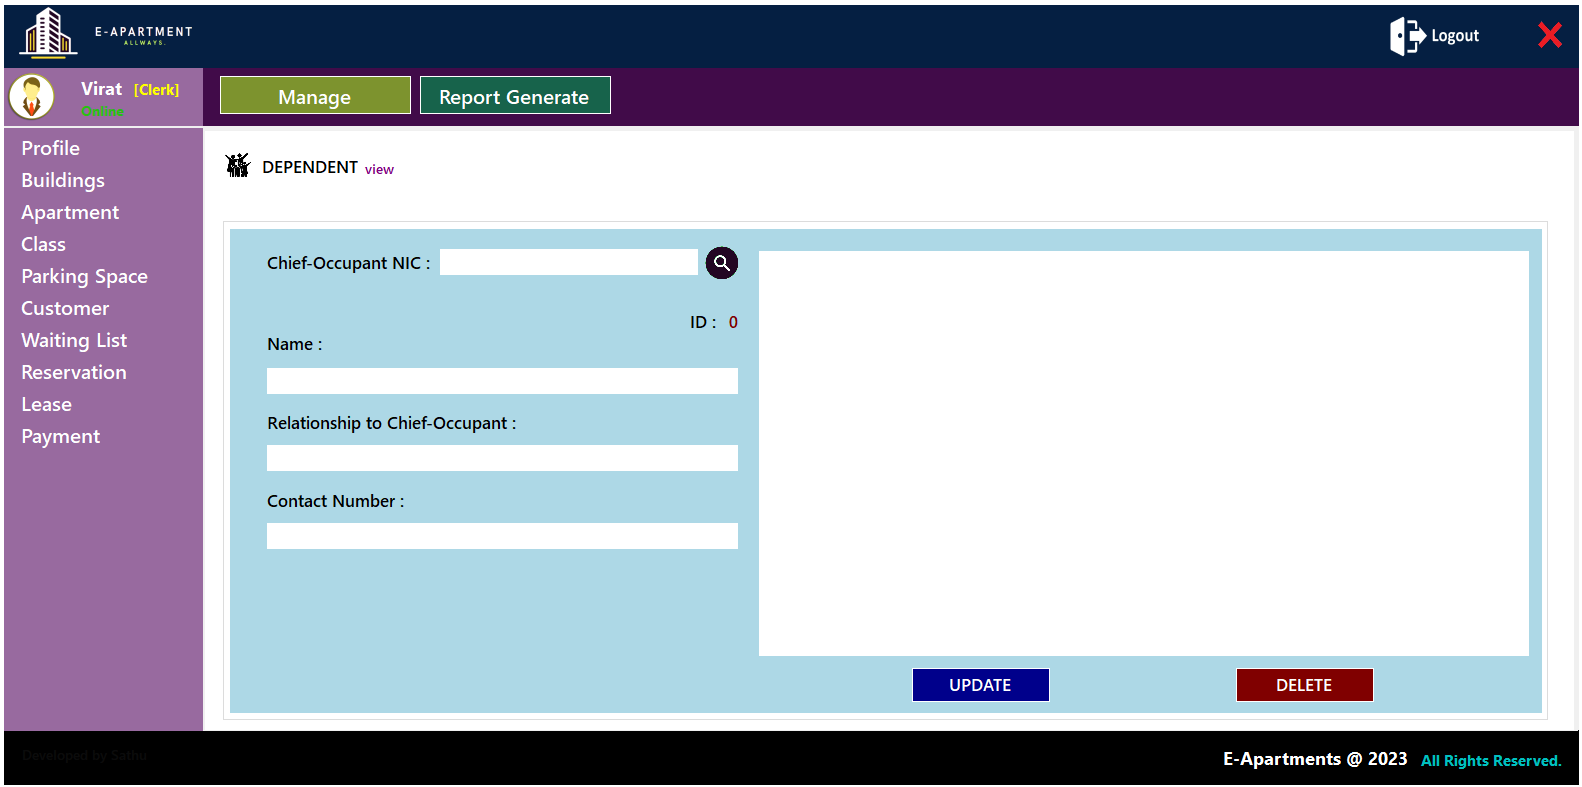 E-APARTMENT
ALLWAYS.
Logout
Virat [Clerk]
Online
Manage
Report Generate
Profile
Buildings
Apartment
Class
Parking Space
Customer
Waiting List
Reservation
Lease
Payment
DEPENDENT view
Chief-Occupant NIC :
ID : 0
Name :
Relationship to Chief-Occupant :
Contact Number :
UPDATE
DELETE
Developed by Sathu
E-Apartments @ 2023 All Rights Reserved.